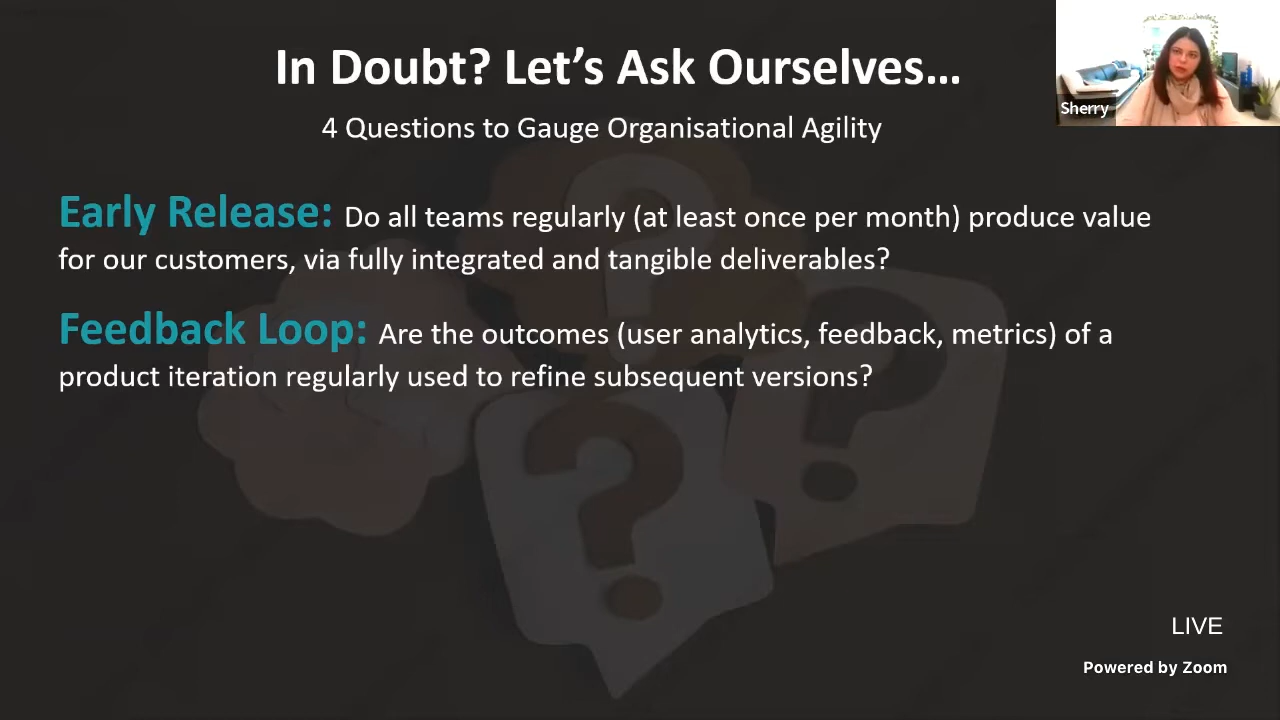 In Doubt? Let's Ask Ourselves...
4 Questions to Gauge Organisational Agility
Sherry
Early Release: Do all teams regularly (at least once per month) produce value
for our customers, via fully integrated and tangible deliverables?
Feedback Loop: Are the outcomes (user analytics, feedback, metrics) of a
product iteration regularly used to refine subsequent versions?
? ? ? 
LIVE
Powered by Zoom